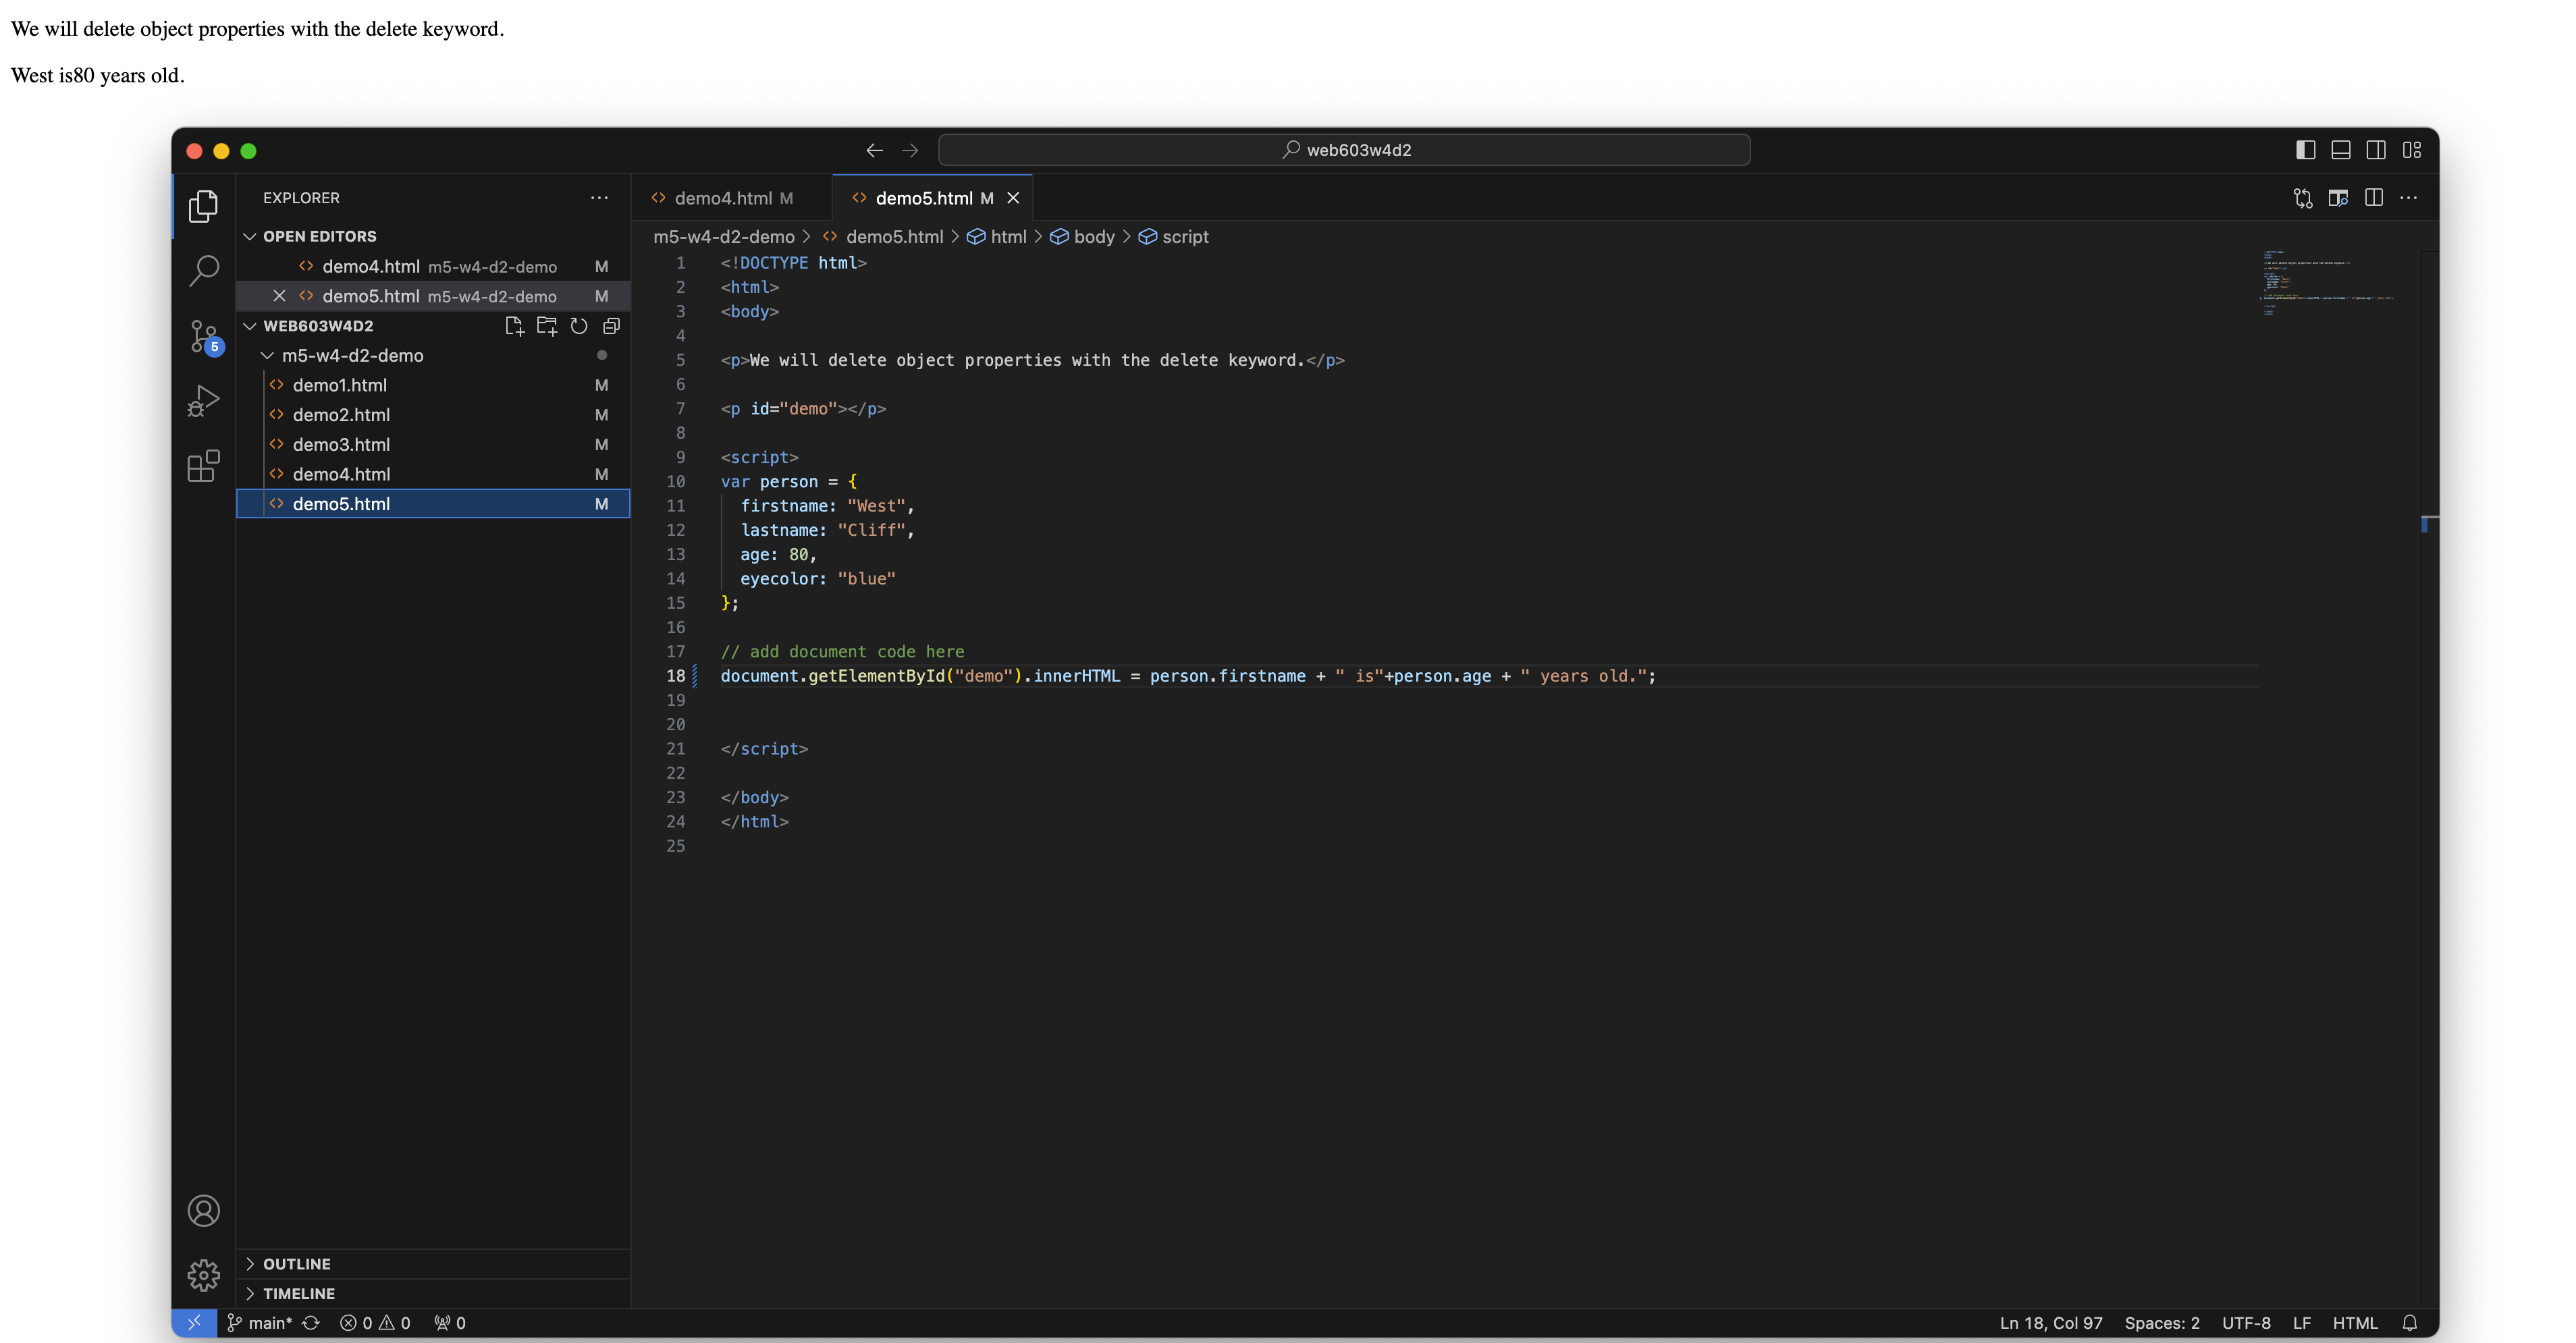 We will delete object properties with the delete keyword.
West is80 years old.
web603w4d2
EXPLORER
OPEN EDITORS
demo4.html m5-w4-d2-demo M
demo5.html m5-w4-d2-demo M
WEB603W4D2
m5-w4-d2-demo
demo1.html M
demo2.html M
demo3.html M
demo4.html M
demo5.html M
OUTLINE
TIMELINE
demo4.html M
demo5.html M
m5-w4-d2-demo > demo5.html > html > body > script
1 <!DOCTYPE html>
2 <html>
3 <body>
4
5 <p>We will delete object properties with the delete keyword.</p>
6
7 <p id="demo"></p>
8
9 <script>
10 var person = {
11 firstname: "West",
12 lastname: "Cliff",
13 age: 80,
14 eyecolor: "blue"
15 };
16
17 // add document code here
18 document.getElementById("demo").innerHTML = person.firstname + " is"+person.age + " years old.";
19
20
21 </script>
22
23 </body>
24 </html>
25
5
main* 0 0 0
Ln 18, Col 97 Spaces: 2 UTF-8 LF HTML